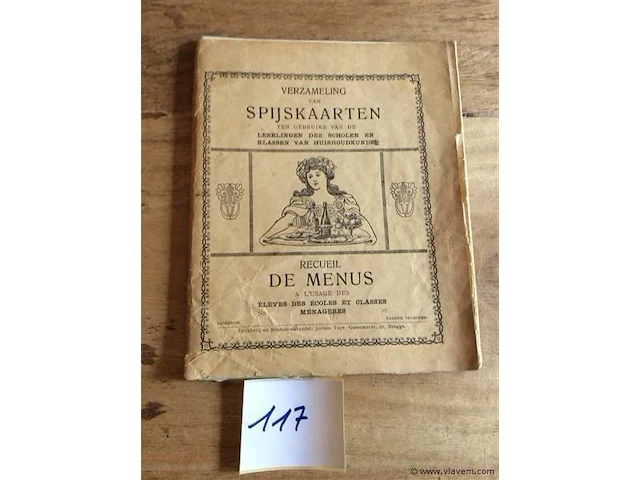 VERZAMELING
VAN
SPIJSKAARTEN
TEN GEBRUIKE VAN DE
LEERLINGEN DER SCHOLEN EN
KLASSEN VAN HUISHOUDKUNDE
RECUEIL
DE MENUS
A L'USAGE DES
ÉLÈVES DES ÉCOLES ET CLASSES
MÉNAGÈRES
Brugge.
117
© www.vlavem.com